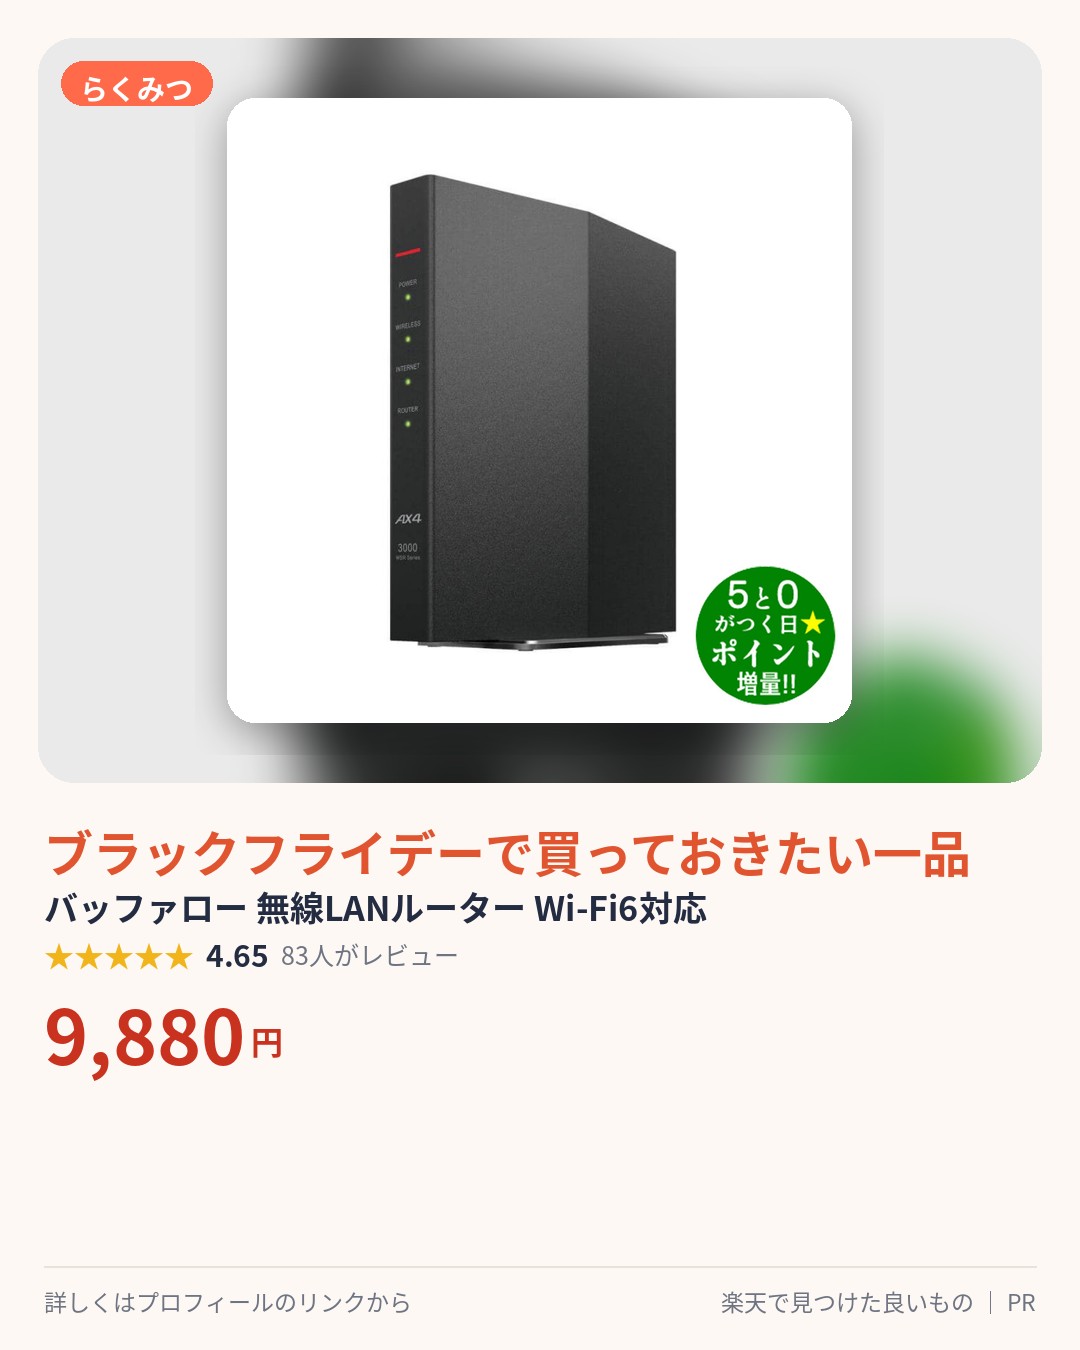 らくみつ
POWER
WIRELESS
INTERNET
ROUTER
AX4
3000
WSR Series
5と0
がつく日★
ポイント
増量!!
ブラックフライデーで買っておきたい一品
バッファロー 無線LANルーター Wi-Fi6対応
★★★★★ 4.65 83人がレビュー
9,880円
詳しくはプロフィールのリンクから
楽天で見つけた良いもの｜PR